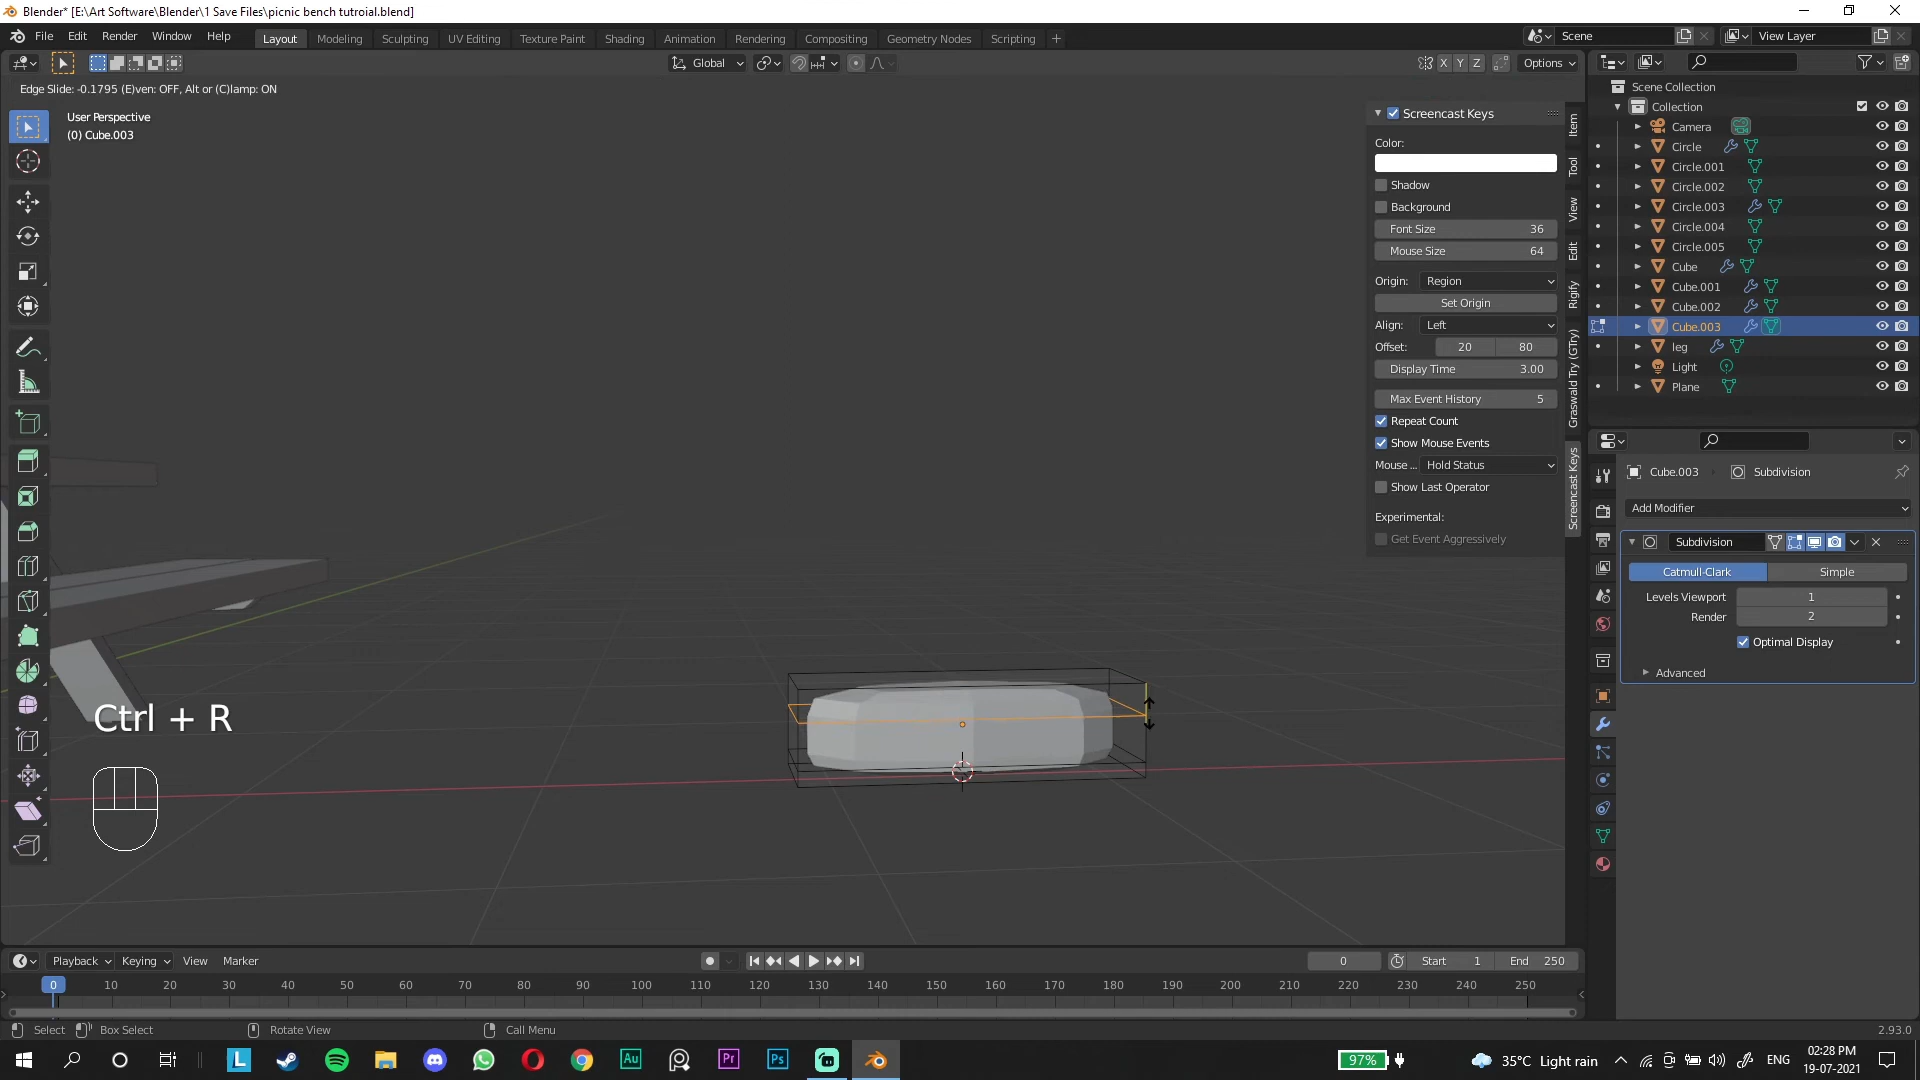 Blender* [E:\Art Software\Blender\1 Save Files\picnic bench tutroial.blend]
File Edit Render Window Help Layout Modeling Sculpting UV Editing Texture Paint Shading Animation Rendering Compositing Geometry Nodes Scripting + Scene View Layer
Global X Y Z Options
Edge Slide: -0.1795 (E)ven: OFF, Alt or (C)lamp: ON
User Perspective
(0) Cube.003
Screencast Keys
Color:
Shadow
Background
Font Size 36
Mouse Size 64
Origin: Region
Set Origin
Align: Left
Offset: 20 80
Display Time 3.00
Max Event History 5
Repeat Count
Show Mouse Events
Mouse ... Hold Status
Show Last Operator
Experimental:
Get Event Aggressively
Item
Tool
View
Edit
Rigify
Graswald Try (GTry)
Screencast Keys
Scene Collection
Collection
Camera
Circle
Circle.001
Circle.002
Circle.003
Circle.004
Circle.005
Cube
Cube.001
Cube.002
Cube.003
leg
Light
Plane
Cube.003 Subdivision
Add Modifier
Subdivision
Catmull-Clark Simple
Levels Viewport 1
Render 2
Optimal Display
Advanced
Ctrl + R
Playback Keying View Marker 0 Start 1 End 250
0 10 20 30 40 50 60 70 80 90 100 110 120 130 140 150 160 170 180 190 200 210 220 230 240 250
Select Box Select Rotate View Call Menu 2.93.0
L Au Pr Ps 97% 35°C Light rain ENG
02:28 PM
19-07-2021